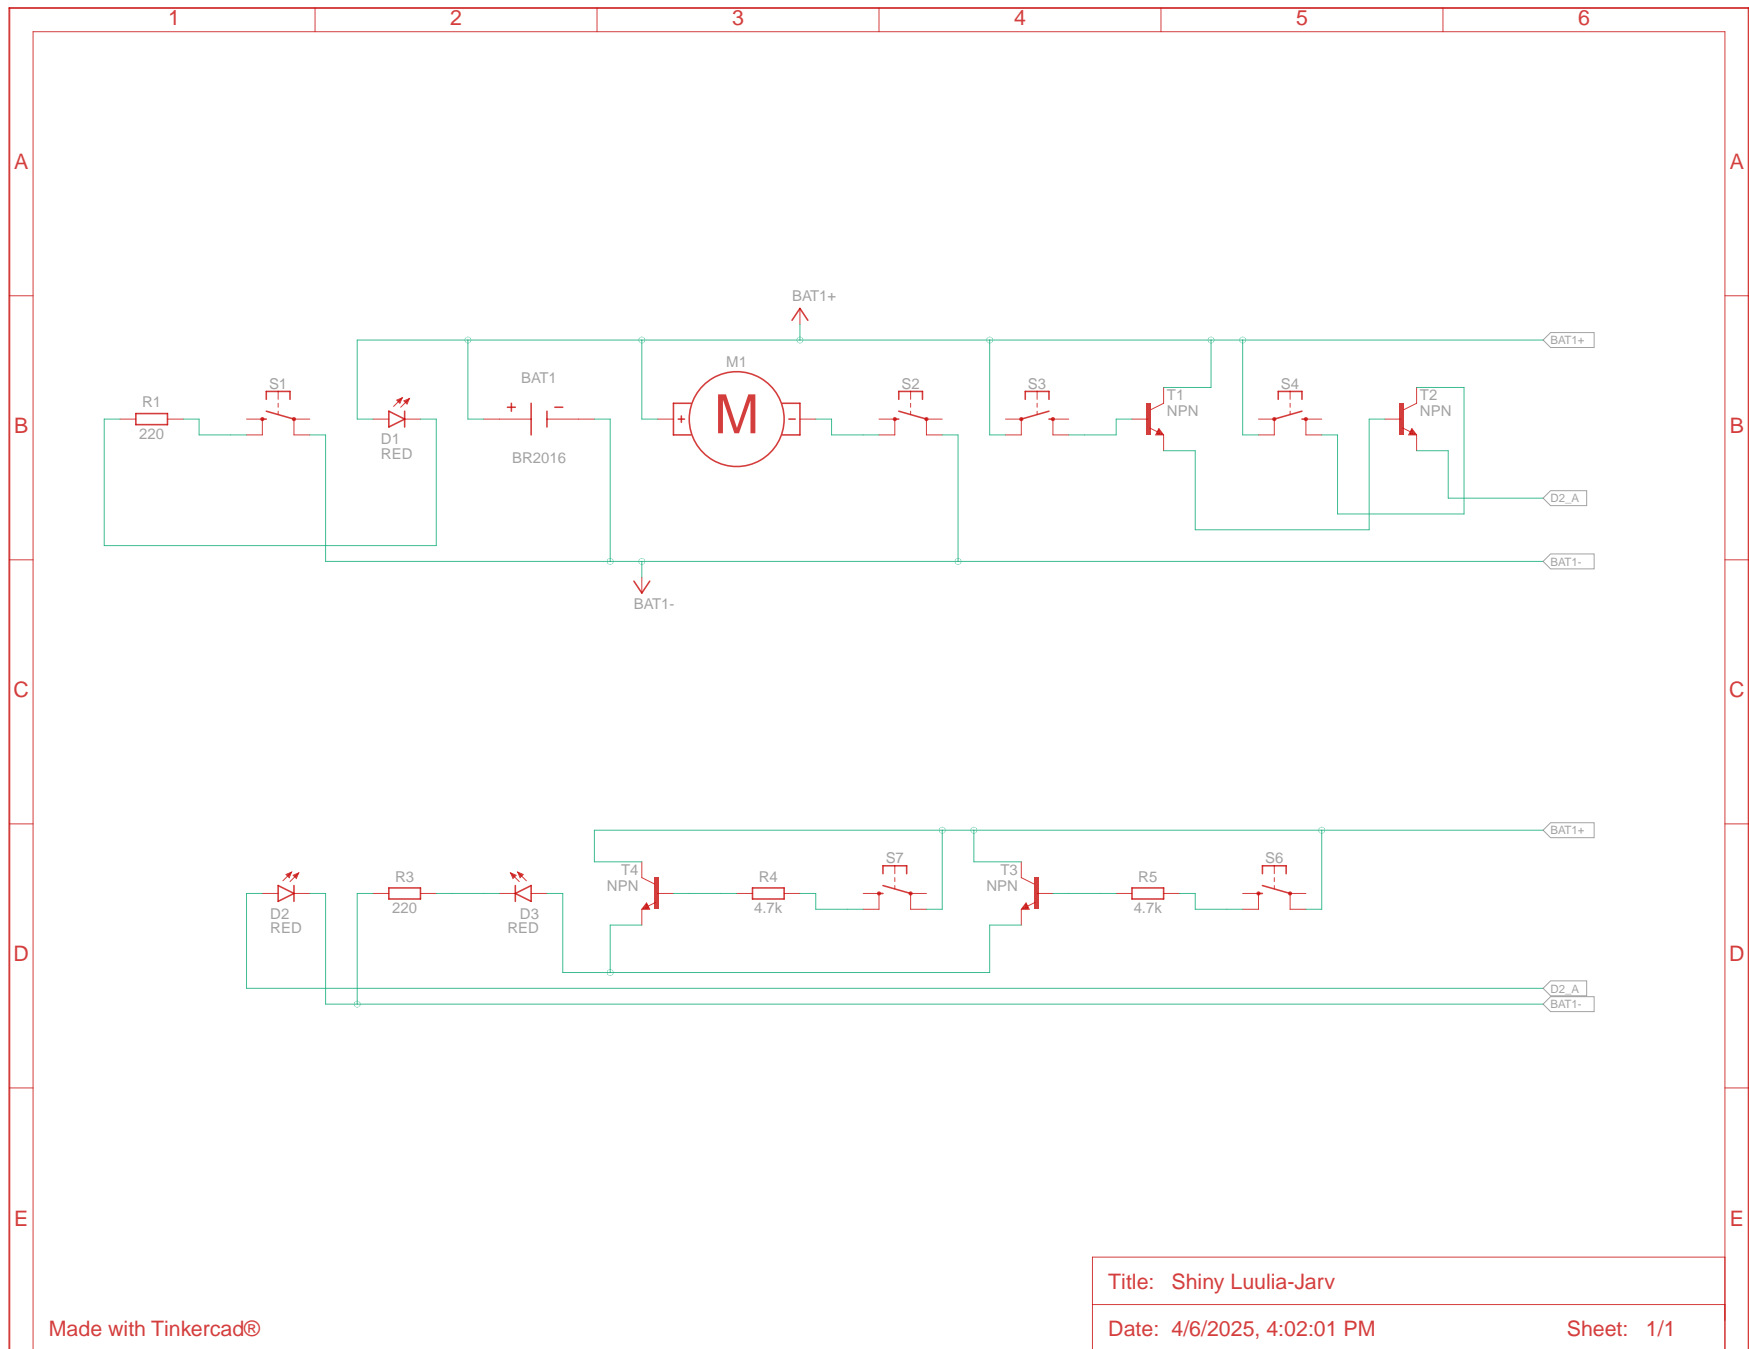 1 2 3 4 5 6
A A
BAT1+
BAT1+
M1
BAT1
S1 S2 S3 S4
R1 T1 T2
+ - NPN NPN
B + M - B
220
D1
RED
BR2016
D2_A
BAT1-
BAT1-
C C
BAT1+
S7 S6
T4 R4 T3 R5
R3 NPN NPN
220 4.7k 4.7k
D2 D3
RED RED
D D
D2_A
BAT1-
E E
Title: Shiny Luulia-Jarv
Made with Tinkercad® Date: 4/6/2025, 4:02:01 PM Sheet: 1/1